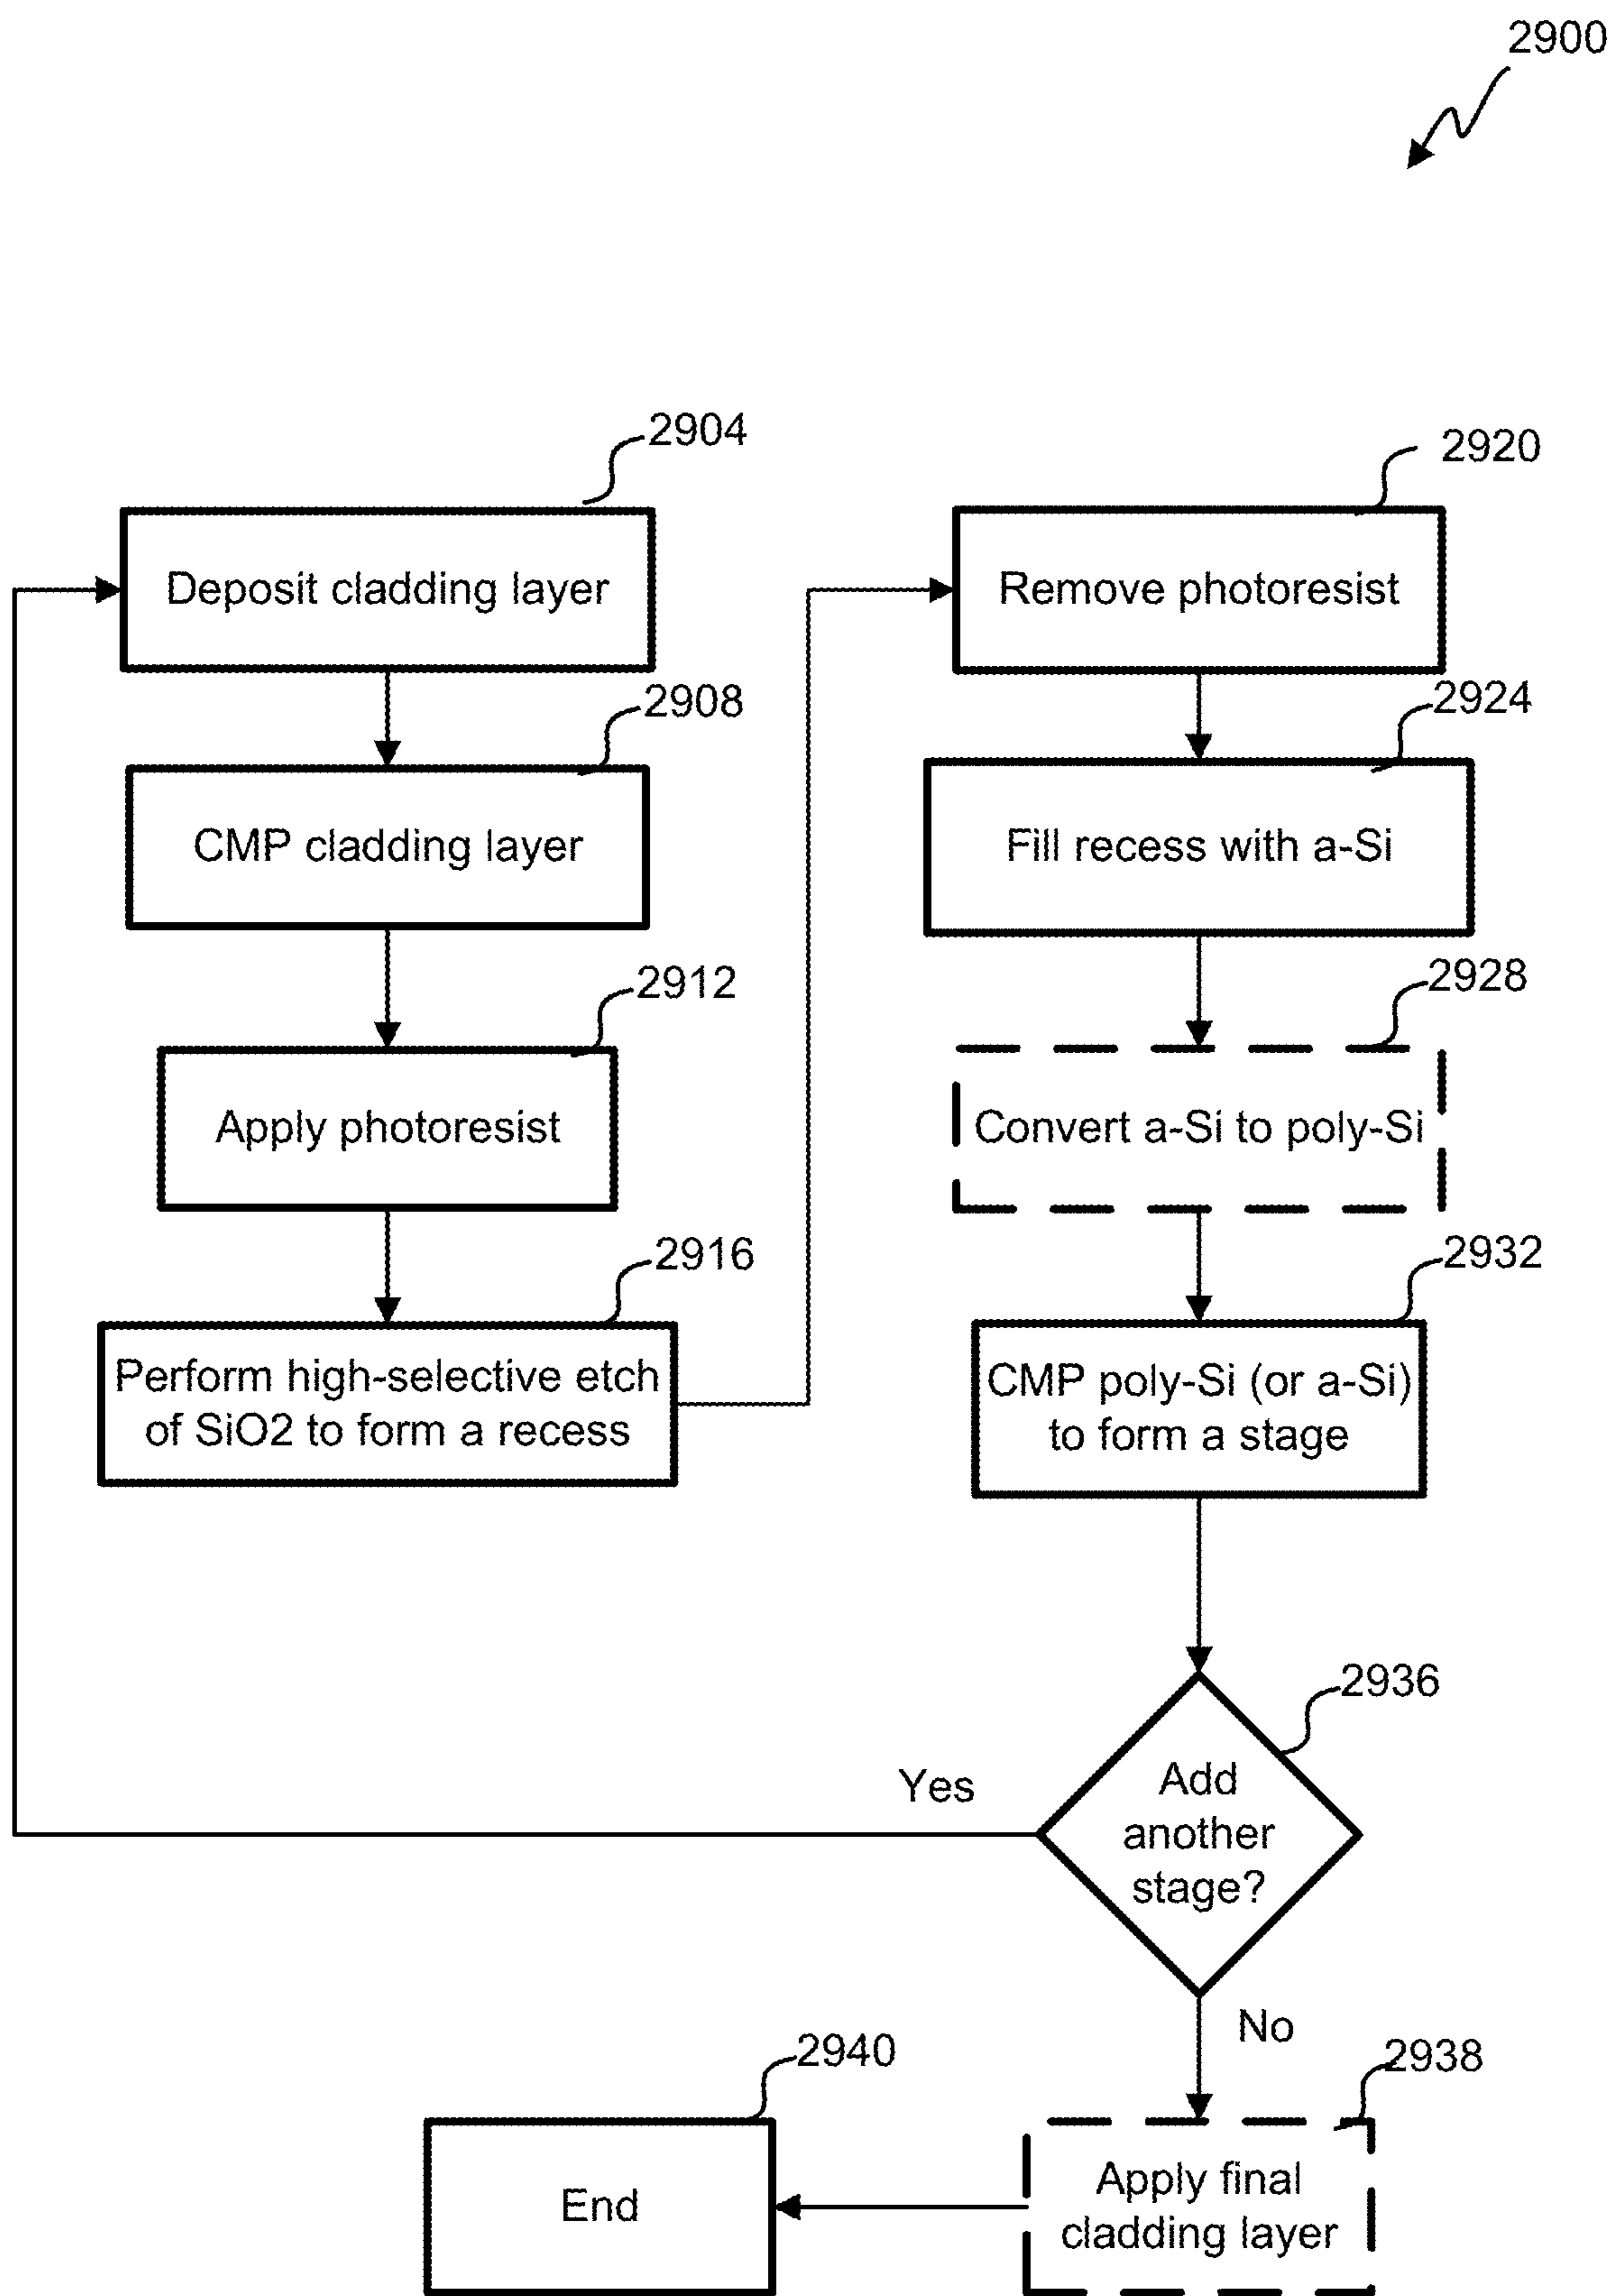 2900
2904
Deposit cladding layer
2908
CMP cladding layer
2912
Apply photoresist
2916
Perform high-selective etch
of SiO2 to form a recess
2920
Remove photoresist
2924
Fill recess with a-Si
2928
Convert a-Si to poly-Si
2932
CMP poly-Si (or a-Si)
to form a stage
2936
Add
another
stage?
Yes
No
2938
Apply final
cladding layer
2940
End